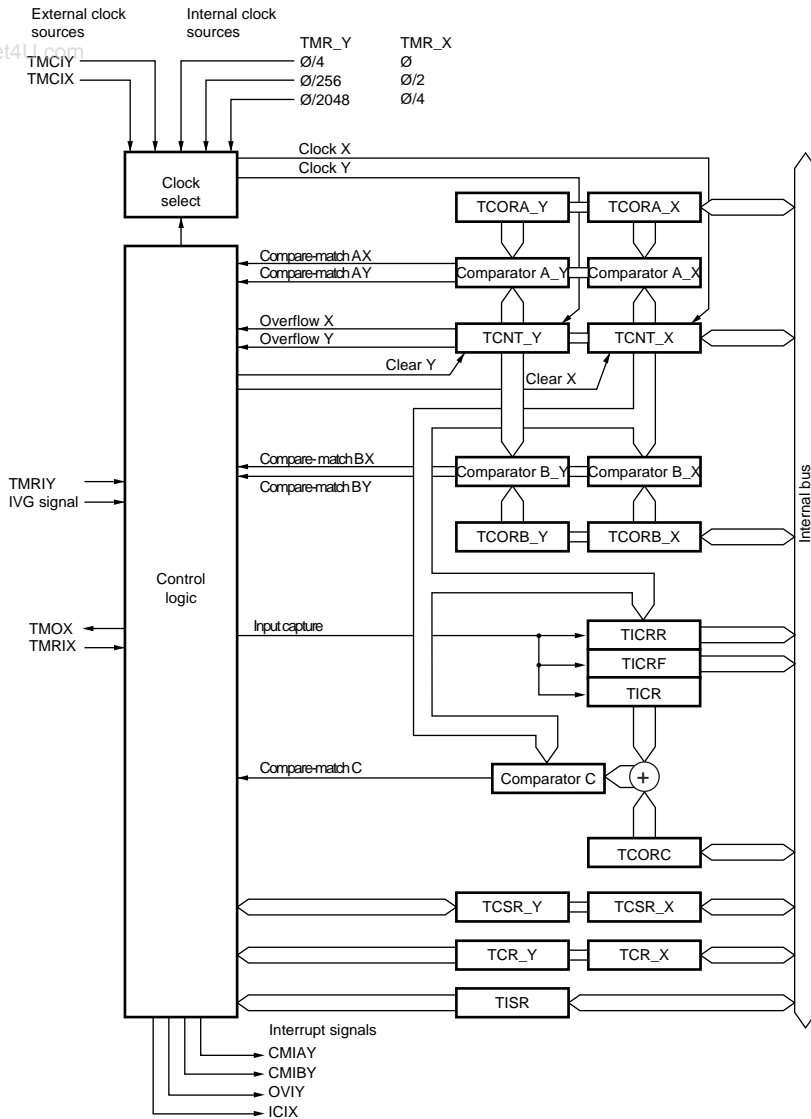 External clock
sources
Internal clock
sources
TMR_Y
TMR_X
et4U.com
TMCIY
TMCIX
Ø/4
Ø
Ø/256
Ø/2
Ø/2048
Ø/4
Clock X
Clock Y
Clock
select
TCORA_Y
TCORA_X
Compare-match AX
Compare-match AY
Comparator A_Y
Comparator A_X
Overflow X
Overflow Y
TCNT_Y
TCNT_X
Clear Y
Clear X
Compare- match BX
Compare-match BY
Comparator B_Y
Comparator B_X
TMRIY
IVG signal
TCORB_Y
TCORB_X
Internal bus
Control
logic
TMOX
TMRIX
Input capture
TICRR
TICRF
TICR
Compare-match C
Comparator C
+
TCORC
TCSR_Y
TCSR_X
TCR_Y
TCR_X
TISR
Interrupt signals
CMIAY
CMIBY
OVIY
ICIX